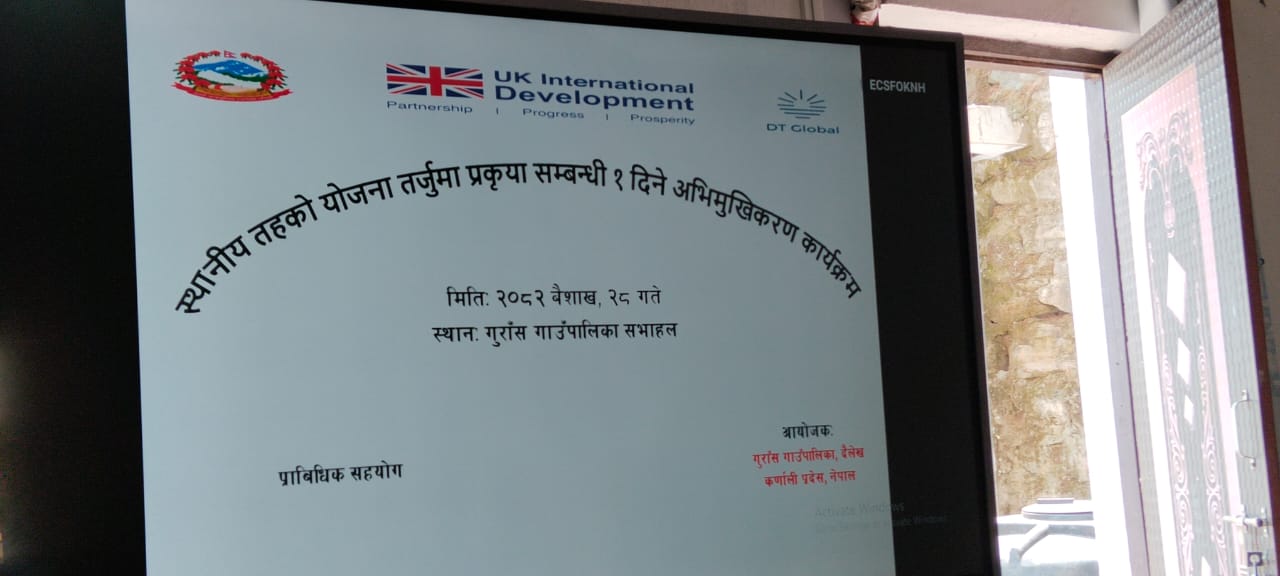 UK International
Development
Partnership | Progress | Prosperity
DT Global
ECSFOKNH
स्थानीय तहको योजना तर्जुमा प्रकृया सम्बन्धी १ दिने अभिमुखिकरण कार्यक्रम
मिति: २०८२ बैशाख, २८ गते
स्थान: गुराँस गाउँपालिका सभाहल
प्राबिधिक सहयोग
आयोजक:
गुराँस गाउँपालिका, दैलेख
कर्णाली प्रदेस, नेपाल
Activate Windows